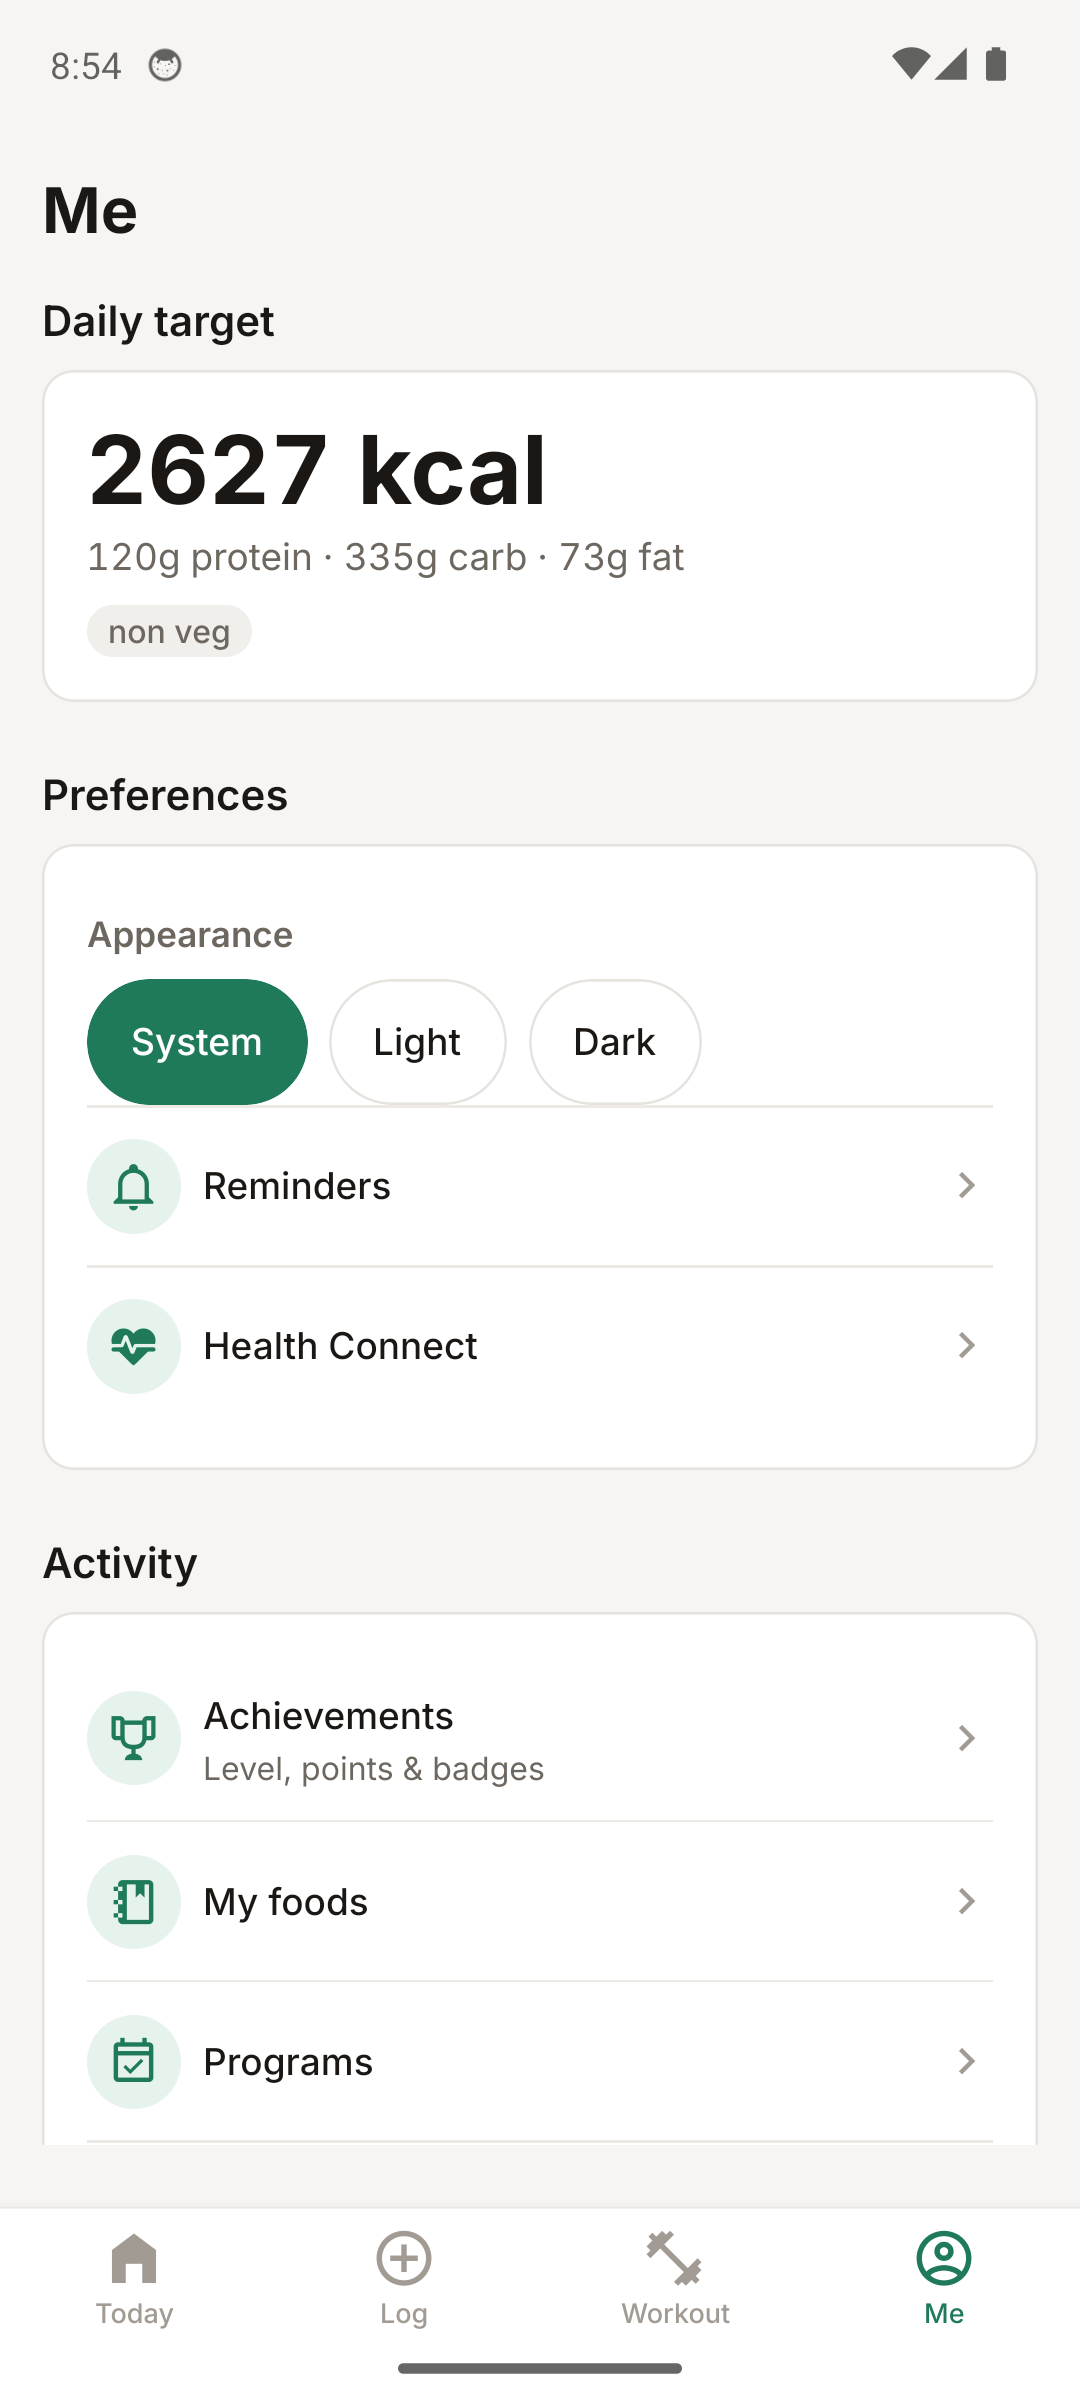 8:54
Me
Daily target
2627 kcal
120g protein · 335g carb · 73g fat
non veg
Preferences
Appearance
System
Light
Dark
Reminders
Health Connect
Activity
Achievements
Level, points & badges
My foods
Programs
Today
Log
Workout
Me